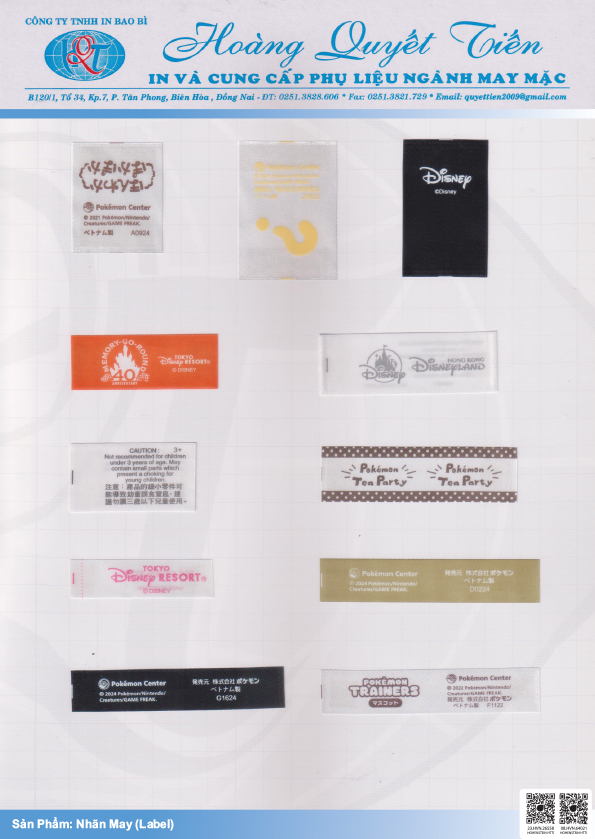 CÔNG TY TNHH IN BAO BÌ
QT
Hoàng Quyết Tiến
IN VÀ CUNG CẤP PHỤ LIỆU NGÀNH MAY MẶC
B120/1, Tổ 34, Kp.7, P. Tân Phong, Biên Hòa , Đồng Nai - ĐT: 0251.3828.606 * Fax: 0251.3821.729 * Email: quyettien2009@gmail.com
Pokémon Center
© 2021 Pokémon/Nintendo/
Creatures/GAME FREAK.
ベトナム製 A0924
Pokémon Center
?
Disney
©Disney
MEMORY-GO-ROUND
40
ANNIVERSARY
TOKYO
Disney RESORT®
© DISNEY
Disney
HONG KONG
Disneyland
CAUTION : 3+
Not recommended for children
under 3 years of age. May
contain small parts which
present a choking for
young children.
注意：產品的細小零件可
能導致幼童誤食窒息，建
議勿讓三歲以下兒童使用。
Pokémon
Tea Party
Pokémon
Tea Party
TOKYO
Disney RESORT®
© DISNEY
Pokémon Center
© 2024 Pokémon/Nintendo/
Creatures/GAME FREAK.
発売元 株式会社 ポケモン
ベトナム製
D0224
Pokémon Center
© 2024 Pokémon/Nintendo/
Creatures/GAME FREAK.
発売元 株式会社 ポケモン
ベトナム製
G1624
POKÉMON
TRAINERS
マスコット
Pokémon Center
© 2022 Pokémon/Nintendo/
Creatures/GAME FREAK.
発売元 株式会社 ポケモン
ベトナム製 F1122
Sản Phẩm: Nhãn May (Label)